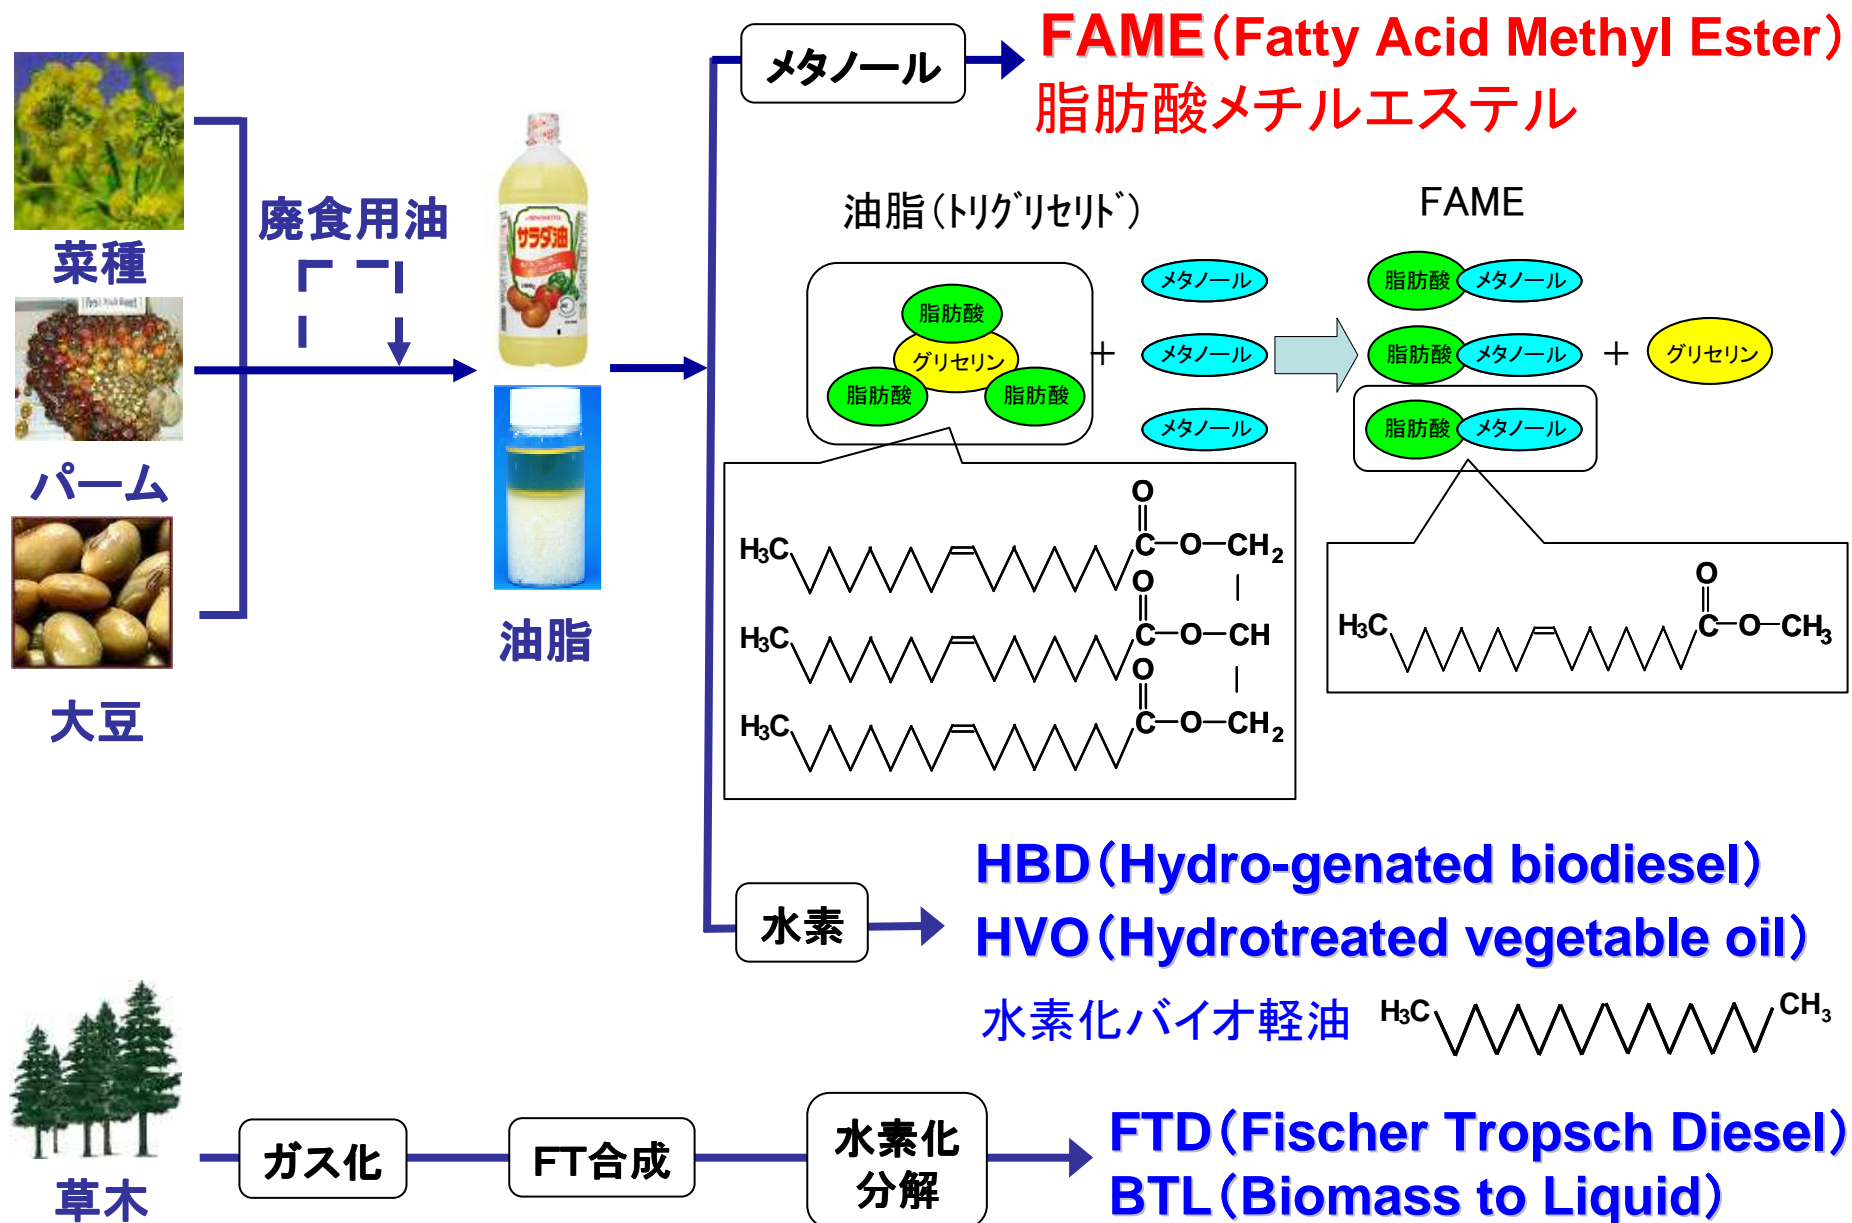 メタノール
FAME(Fatty Acid Methyl Ester)
脂肪酸メチルエステル
菜種
廃食用油
サラダ油
パーム
大豆
油脂
油脂(トリグリセリド)
FAME
脂肪酸
グリセリン
脂肪酸
脂肪酸
+
メタノール
メタノール
メタノール
脂肪酸 メタノール
脂肪酸 メタノール
脂肪酸 メタノール
+
グリセリン
O
H₃C C-O-CH₂
O
H₃C C-O-CH
O
H₃C C-O-CH₂
O
H₃C C-O-CH₃
水素
HBD(Hydro-genated biodiesel)
HVO(Hydrotreated vegetable oil)
水素化バイオ軽油
H₃C CH₃
草木
ガス化
FT合成
水素化
分解
FTD(Fischer Tropsch Diesel)
BTL(Biomass to Liquid)